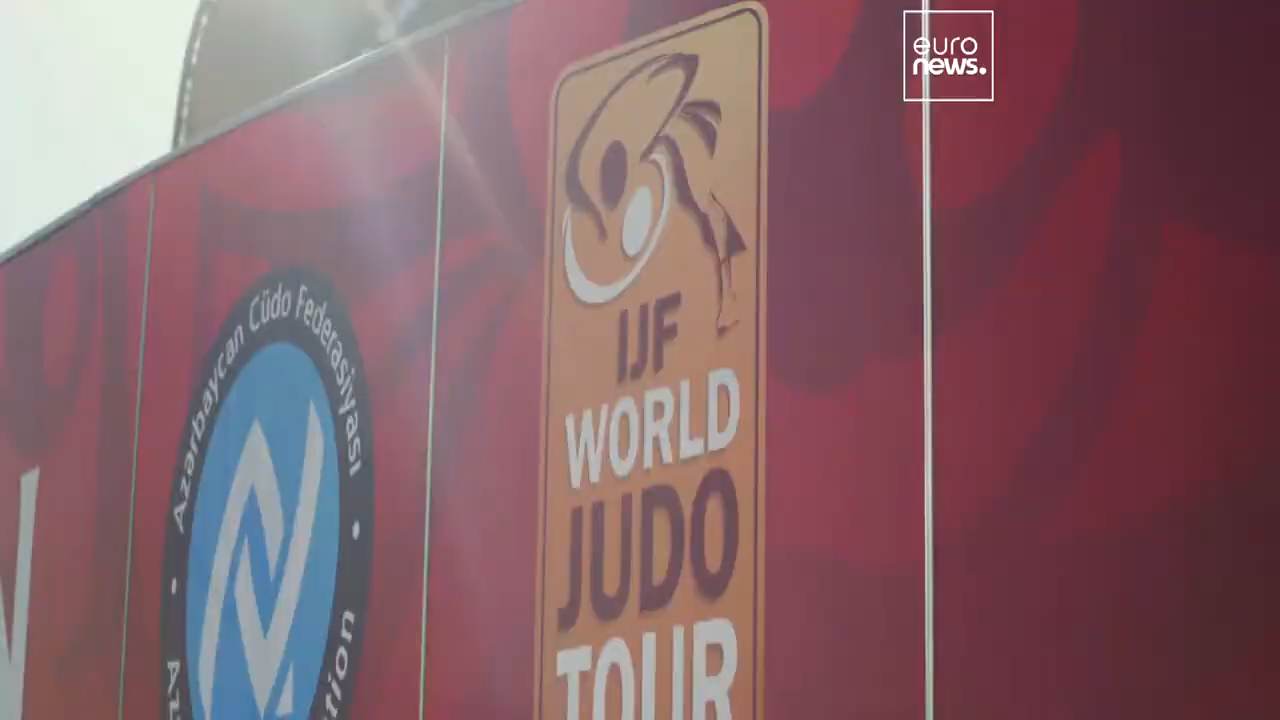 euro
news.
Azərbaycan Cüdo Federasiyası
IJF
WORLD
JUDO
TOUR